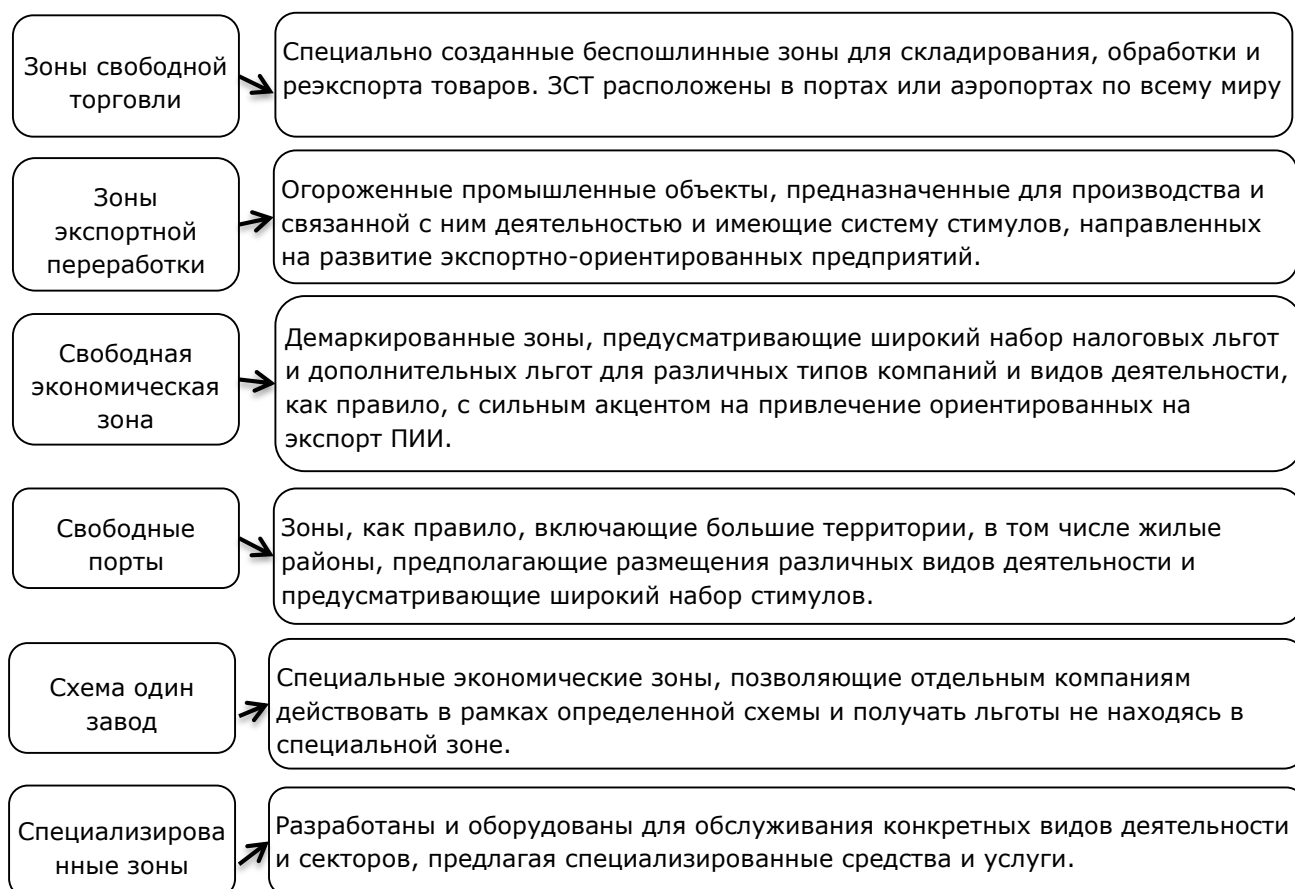 Зоны свободной
торговли
Специально созданные беспошлинные зоны для складирования, обработки и
реэкспорта товаров. ЗСТ расположены в портах или аэропортах по всему миру
Зоны
экспортной
переработки
Огороженные промышленные объекты, предназначенные для производства и
связанной с ним деятельностью и имеющие систему стимулов, направленных
на развитие экспортно-ориентированных предприятий.
Свободная
экономическая
зона
Демаркированные зоны, предусматривающие широкий набор налоговых льгот
и дополнительных льгот для различных типов компаний и видов деятельности,
как правило, с сильным акцентом на привлечение ориентированных на
экспорт ПИИ.
Свободные
порты
Зоны, как правило, включающие большие территории, в том числе жилые
районы, предполагающие размещения различных видов деятельности и
предусматривающие широкий набор стимулов.
Схема один
завод
Специальные экономические зоны, позволяющие отдельным компаниям
действовать в рамках определенной схемы и получать льготы не находясь в
специальной зоне.
Специализирова
нные зоны
Разработаны и оборудованы для обслуживания конкретных видов деятельности
и секторов, предлагая специализированные средства и услуги.